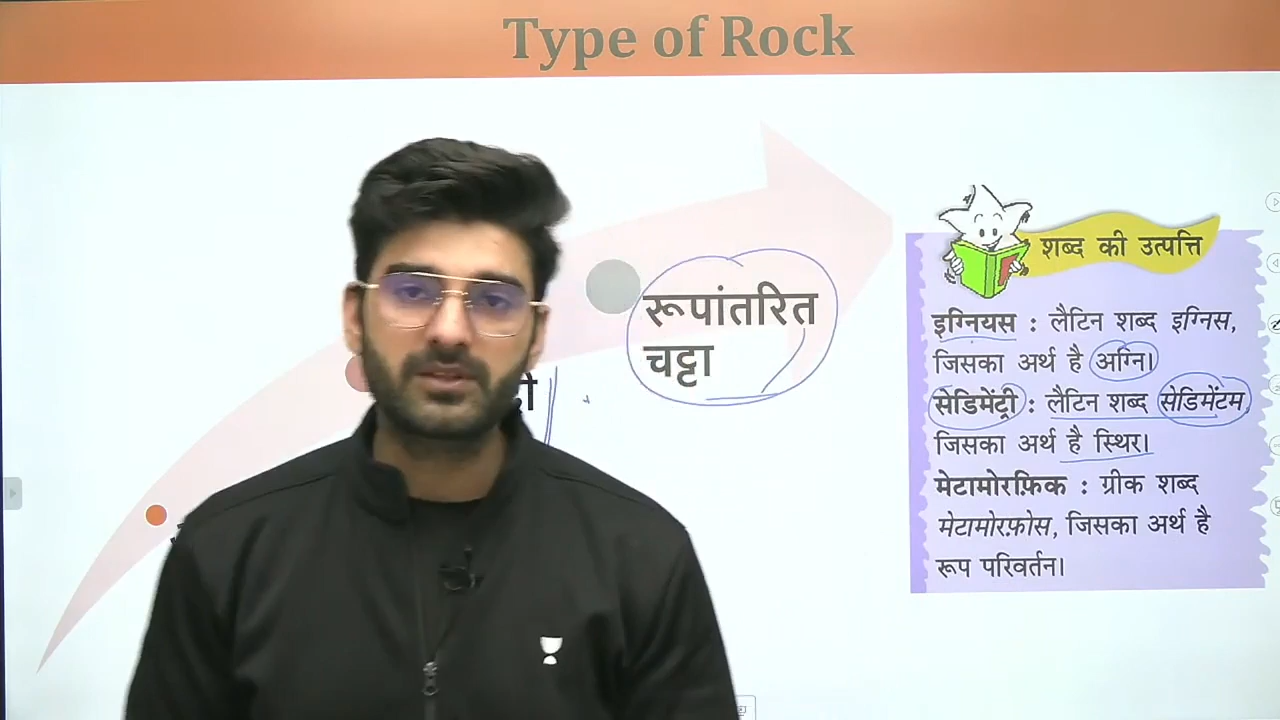 Type of Rock
रूपांतरित
चट्टा
शब्द की उत्पत्ति
इग्नियस : लैटिन शब्द इग्निस,
जिसका अर्थ है अग्नि।
सेडिमेंट्री : लैटिन शब्द सेडिमेंटम,
जिसका अर्थ है स्थिर।
मेटामोरफ़िक : ग्रीक शब्द
मेटामोरफ़ोस, जिसका अर्थ है
रूप परिवर्तन।